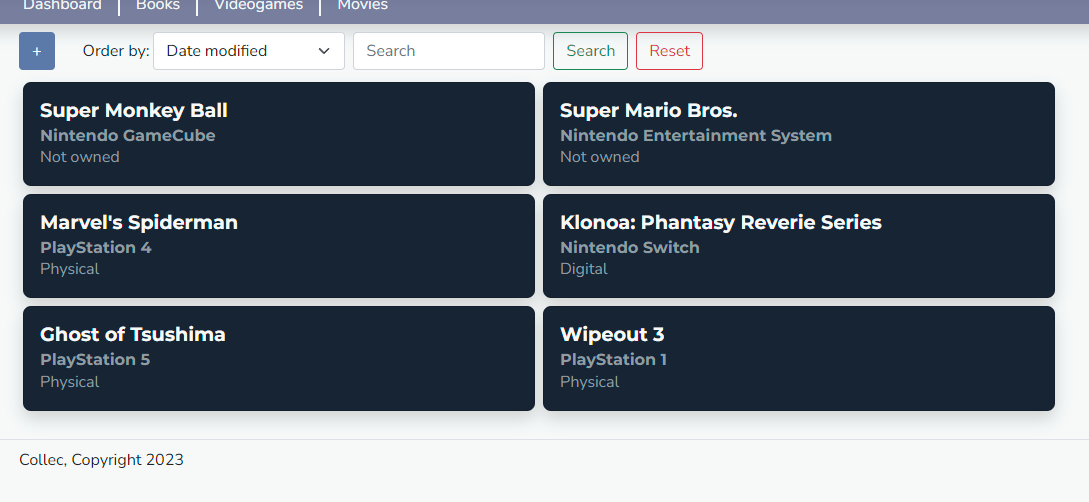 Dashboard Books Videogames Movies
+ Order by: Date modified Search Search Reset
Super Monkey Ball
Nintendo GameCube
Not owned
Super Mario Bros.
Nintendo Entertainment System
Not owned
Marvel's Spiderman
PlayStation 4
Physical
Klonoa: Phantasy Reverie Series
Nintendo Switch
Digital
Ghost of Tsushima
PlayStation 5
Physical
Wipeout 3
PlayStation 1
Physical
Collec, Copyright 2023